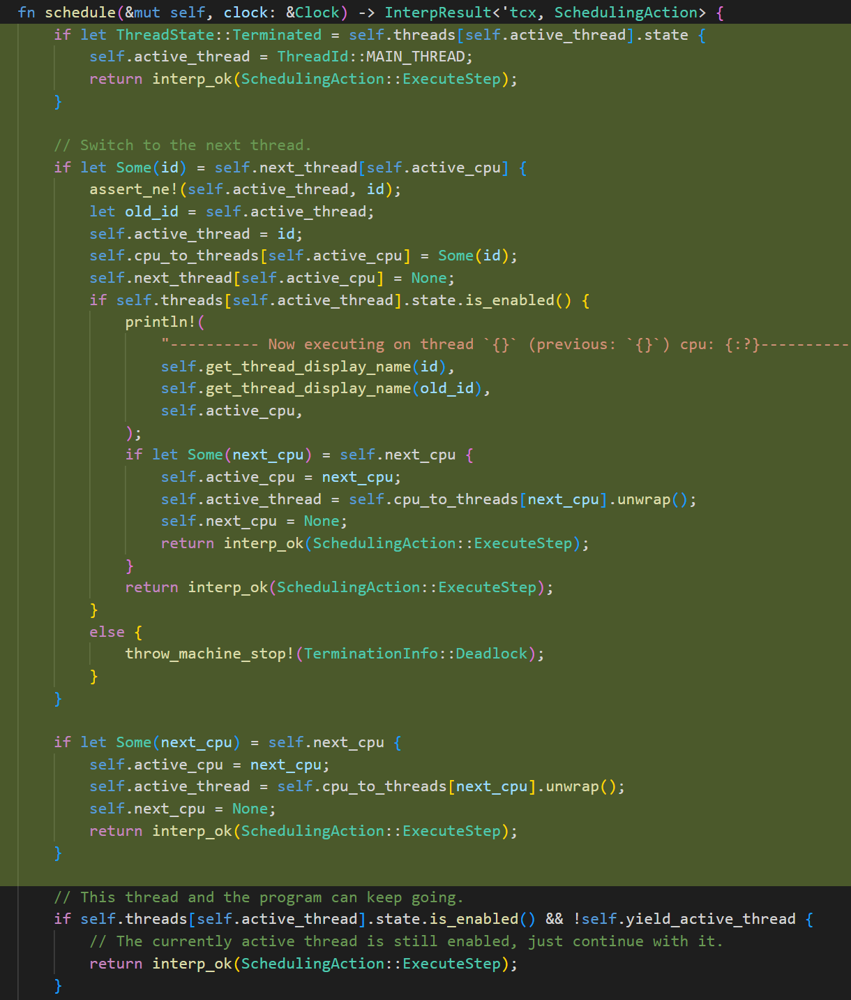 fn schedule(&mut self, clock: &Clock) -> InterpResult<'tcx, SchedulingAction> {
    if let ThreadState::Terminated = self.threads[self.active_thread].state {
        self.active_thread = ThreadId::MAIN_THREAD;
        return interp_ok(SchedulingAction::ExecuteStep);
    }

    // Switch to the next thread.
    if let Some(id) = self.next_thread[self.active_cpu] {
        assert_ne!(self.active_thread, id);
        let old_id = self.active_thread;
        self.active_thread = id;
        self.cpu_to_threads[self.active_cpu] = Some(id);
        self.next_thread[self.active_cpu] = None;
        if self.threads[self.active_thread].state.is_enabled() {
            println!(
                "---------- Now executing on thread `{}` (previous: `{}`) cpu: {:?}----------
                self.get_thread_display_name(id),
                self.get_thread_display_name(old_id),
                self.active_cpu,
            );
            if let Some(next_cpu) = self.next_cpu {
                self.active_cpu = next_cpu;
                self.active_thread = self.cpu_to_threads[next_cpu].unwrap();
                self.next_cpu = None;
                return interp_ok(SchedulingAction::ExecuteStep);
            }
            return interp_ok(SchedulingAction::ExecuteStep);
        }
        else {
            throw_machine_stop!(TerminationInfo::Deadlock);
        }
    }

    if let Some(next_cpu) = self.next_cpu {
        self.active_cpu = next_cpu;
        self.active_thread = self.cpu_to_threads[next_cpu].unwrap();
        self.next_cpu = None;
        return interp_ok(SchedulingAction::ExecuteStep);
    }

    // This thread and the program can keep going.
    if self.threads[self.active_thread].state.is_enabled() && !self.yield_active_thread {
        // The currently active thread is still enabled, just continue with it.
        return interp_ok(SchedulingAction::ExecuteStep);
    }